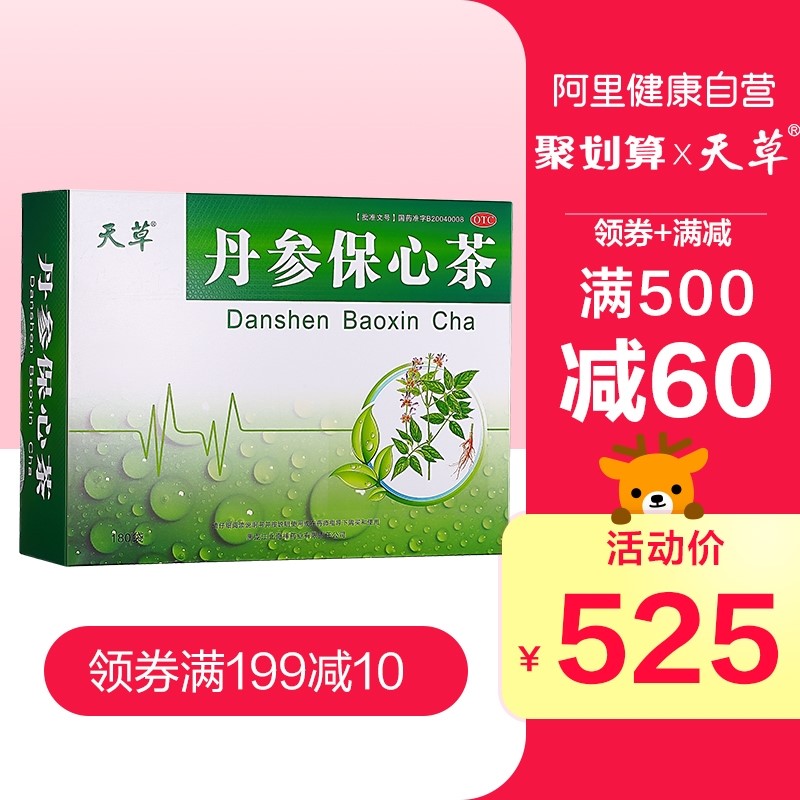 阿里健康自营
聚划算×天草®
领券+满减
满500
减60
活动价
¥525
领券满199减10
天草®
【批准文号】国药准字B20040008
OTC
丹参保心茶
Danshen Baoxin Cha
丹参保心茶
Danshen Baoxin Cha
180袋